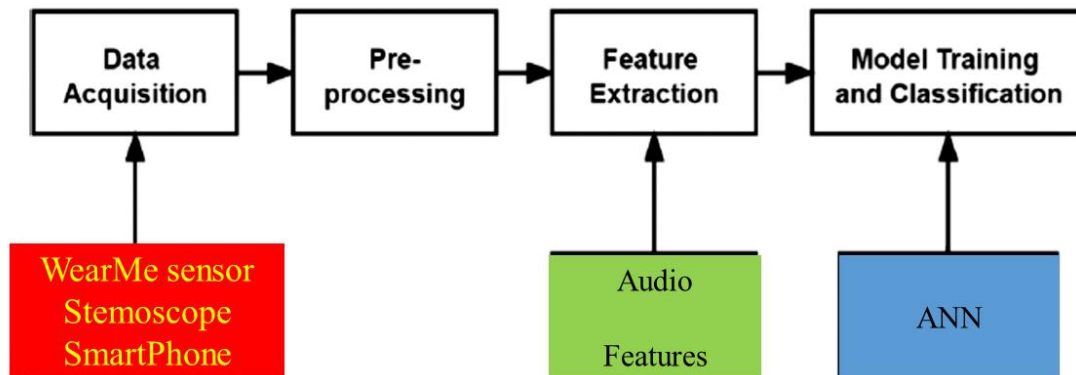 Data
Acquisition
Pre-
processing
Feature
Extraction
Model Training
and Classification
WearMe sensor
Stemoscope
SmartPhone
Audio
Features
ANN